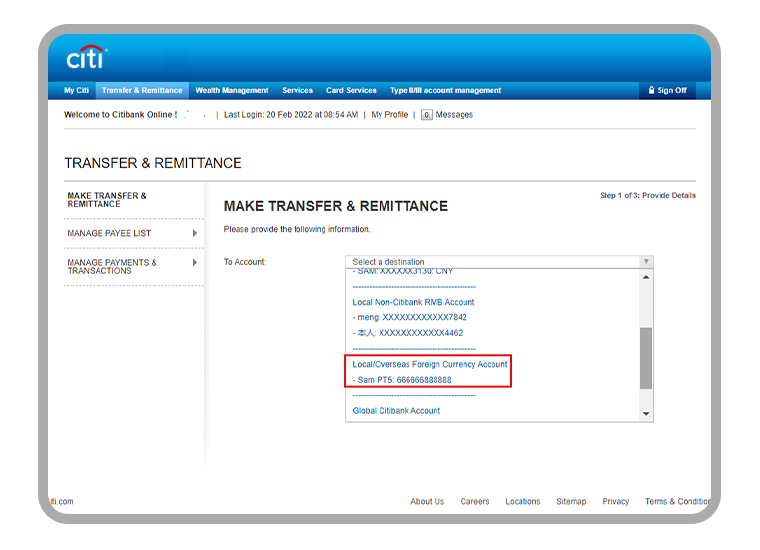 citi
My Citi Transfer & Remittance Wealth Management Services Card Services Type II/III account management Sign Off
Welcome to Citibank Online ! | Last Login: 20 Feb 2022 at 08:54 AM | My Profile | 0 Messages
TRANSFER & REMITTANCE
MAKE TRANSFER &
REMITTANCE
MANAGE PAYEE LIST
MANAGE PAYMENTS &
TRANSACTIONS
Step 1 of 3: Provide Details
MAKE TRANSFER & REMITTANCE
Please provide the following information.
To Account: Select a destination
- SAM: XXXXXX3130: CNY
--------------------------------------------
Local Non-Citibank RMB Account
- meng: XXXXXXXXXXXX7842
- 本人: XXXXXXXXXXXX4462
--------------------------------------------
Local/Overseas Foreign Currency Account
- Sam PT5: 666666888888
--------------------------------------------
Global Citibank Account
iti.com About Us Careers Locations Sitemap Privacy Terms & Condition